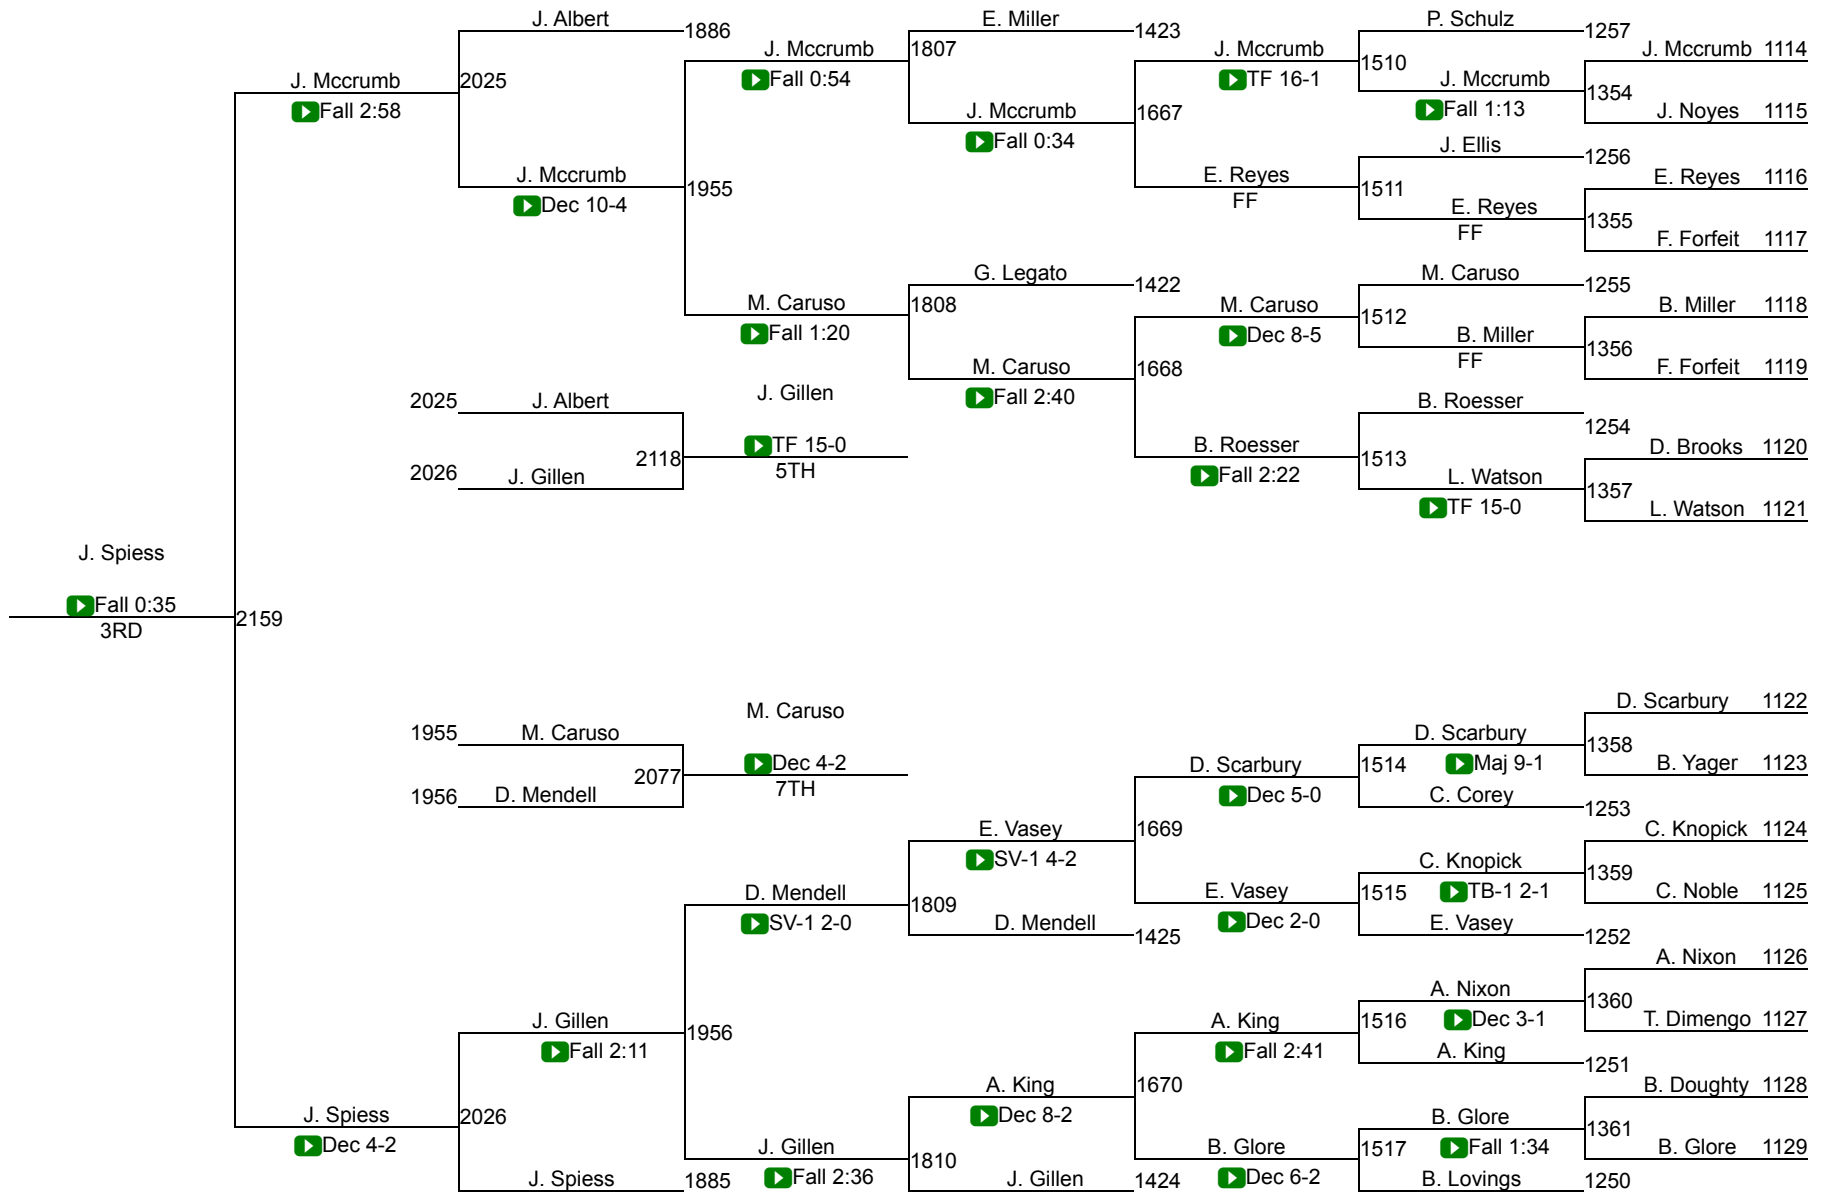 J. Albert
1886
E. Miller
1423
P. Schulz
1257
J. Mccrumb 1114
J. Mccrumb
Fall 2:58
2025
J. Mccrumb
Fall 0:54
1807
J. Mccrumb
TF 16-1
1510
J. Mccrumb
Fall 1:13
1354
J. Noyes 1115
J. Mccrumb
Fall 0:34
1667
J. Ellis
1256
E. Reyes 1116
J. Mccrumb
Dec 10-4
1955
E. Reyes
FF
1511
E. Reyes
FF
1355
F. Forfeit 1117
M. Caruso
Fall 1:20
G. Legato
1422
1808
M. Caruso
Dec 8-5
M. Caruso
1255
1512
B. Miller 1118
B. Miller
FF
1356
F. Forfeit 1119
M. Caruso
Fall 2:40
1668
2025
J. Albert
J. Gillen
TF 15-0
5TH
2118
2026
J. Gillen
B. Roesser
1254
D. Brooks 1120
B. Roesser
Fall 2:22
1513
L. Watson
TF 15-0
1357
L. Watson 1121
J. Spiess
Fall 0:35
3RD
2159
1955
M. Caruso
M. Caruso
Dec 4-2
7TH
2077
1956
D. Mendell
D. Scarbury 1122
D. Scarbury
Dec 5-0
1514
D. Scarbury
Maj 9-1
1358
B. Yager 1123
C. Corey
1253
E. Vasey
SV-1 4-2
1669
C. Knopick 1124
D. Mendell
SV-1 2-0
1809
E. Vasey
Dec 2-0
1515
C. Knopick
TB-1 2-1
1359
C. Noble 1125
D. Mendell
1425
E. Vasey
1252
A. Nixon 1126
J. Gillen
Fall 2:11
1956
A. King
Fall 2:41
1516
A. Nixon
Dec 3-1
1360
T. Dimengo 1127
A. King
1251
A. King
Dec 8-2
1670
B. Doughty 1128
J. Spiess
Dec 4-2
2026
J. Gillen
Fall 2:36
1810
B. Glore
Dec 6-2
1517
B. Glore
Fall 1:34
1361
B. Glore 1129
J. Spiess
1885
J. Gillen
1424
B. Lovings
1250